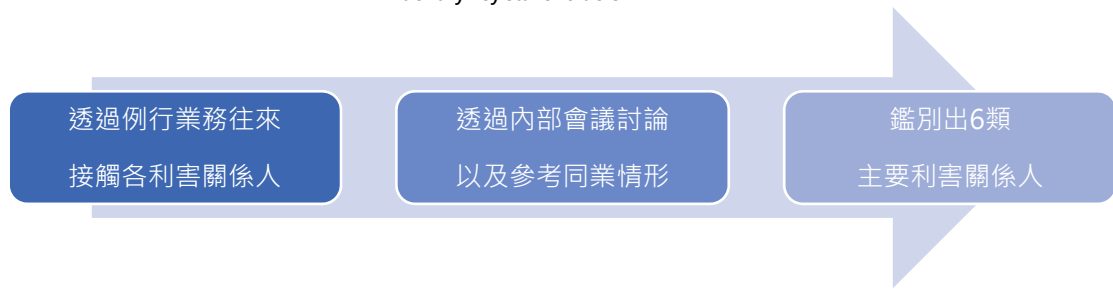 透過例行業務往來
接觸各利害關係人
透過內部會議討論
以及參考同業情形
鑑別出6類
主要利害關係人